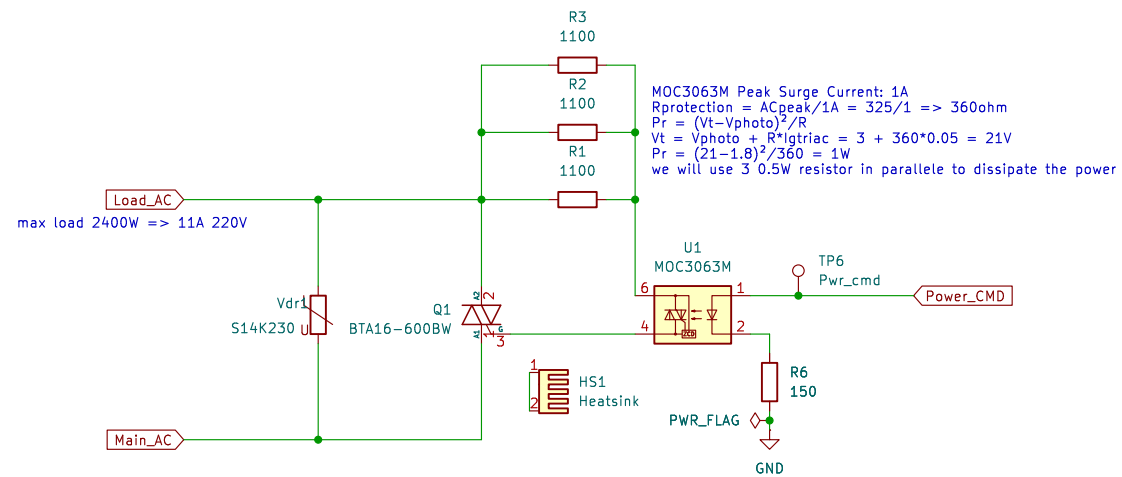 R3
1100
R2
1100
R1
1100
MOC3063M Peak Surge Current: 1A
Rprotection = ACpeak/1A = 325/1 => 360ohm
Pr = (Vt-Vphoto)²/R
Vt = Vphoto + R*Igtriac = 3 + 360*0.05 = 21V
Pr = (21-1.8)²/360 = 1W
we will use 3 0.5W resistor in parallele to dissipate the power
Load_AC
max load 2400W => 11A 220V
U1
MOC3063M
6
1
4
2
ZCD
TP6
Pwr_cmd
Power_CMD
Vdr1
S14K230
U
Q1
BTA16-600BW
A2
2
A1
1
G
3
1
2
HS1
Heatsink
R6
150
PWR_FLAG
GND
Main_AC